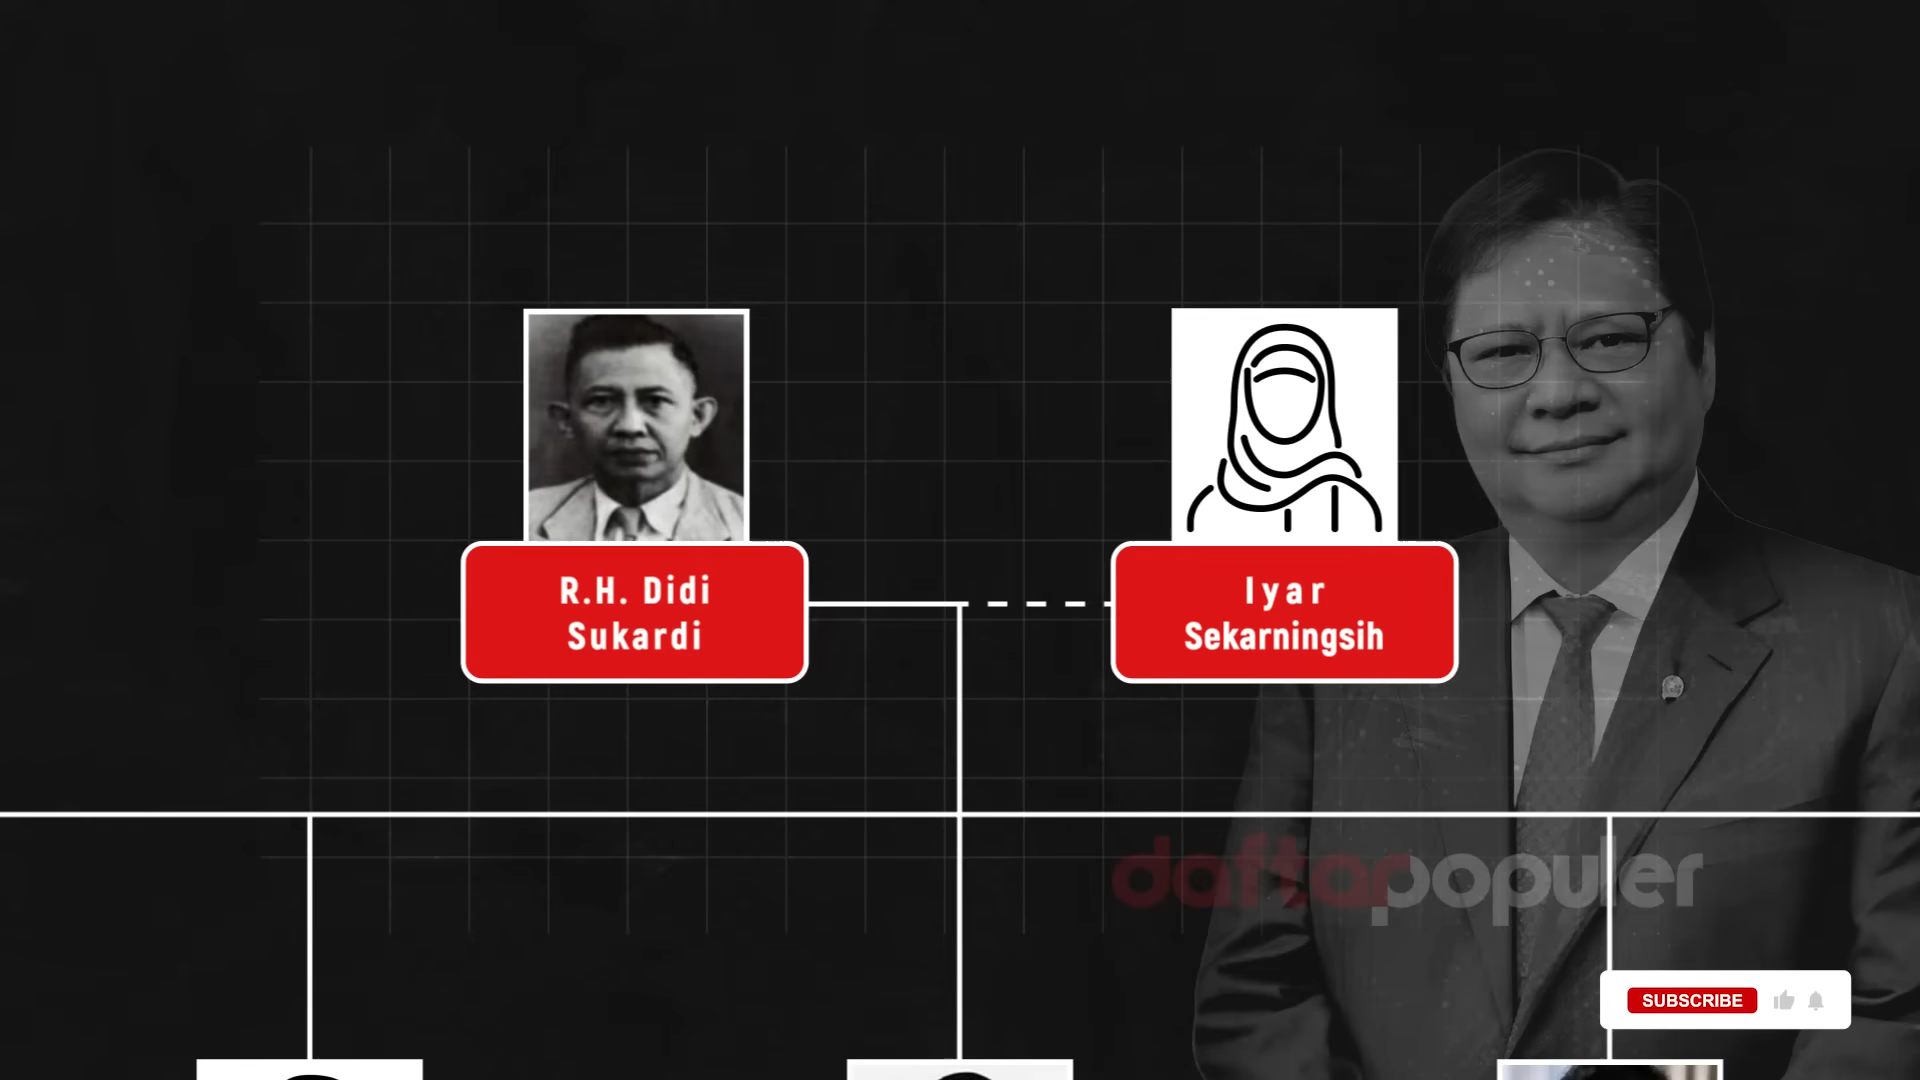 R.H. Didi
Sukardi
Iyar
Sekarningsih
daftarpopuler
SUBSCRIBE